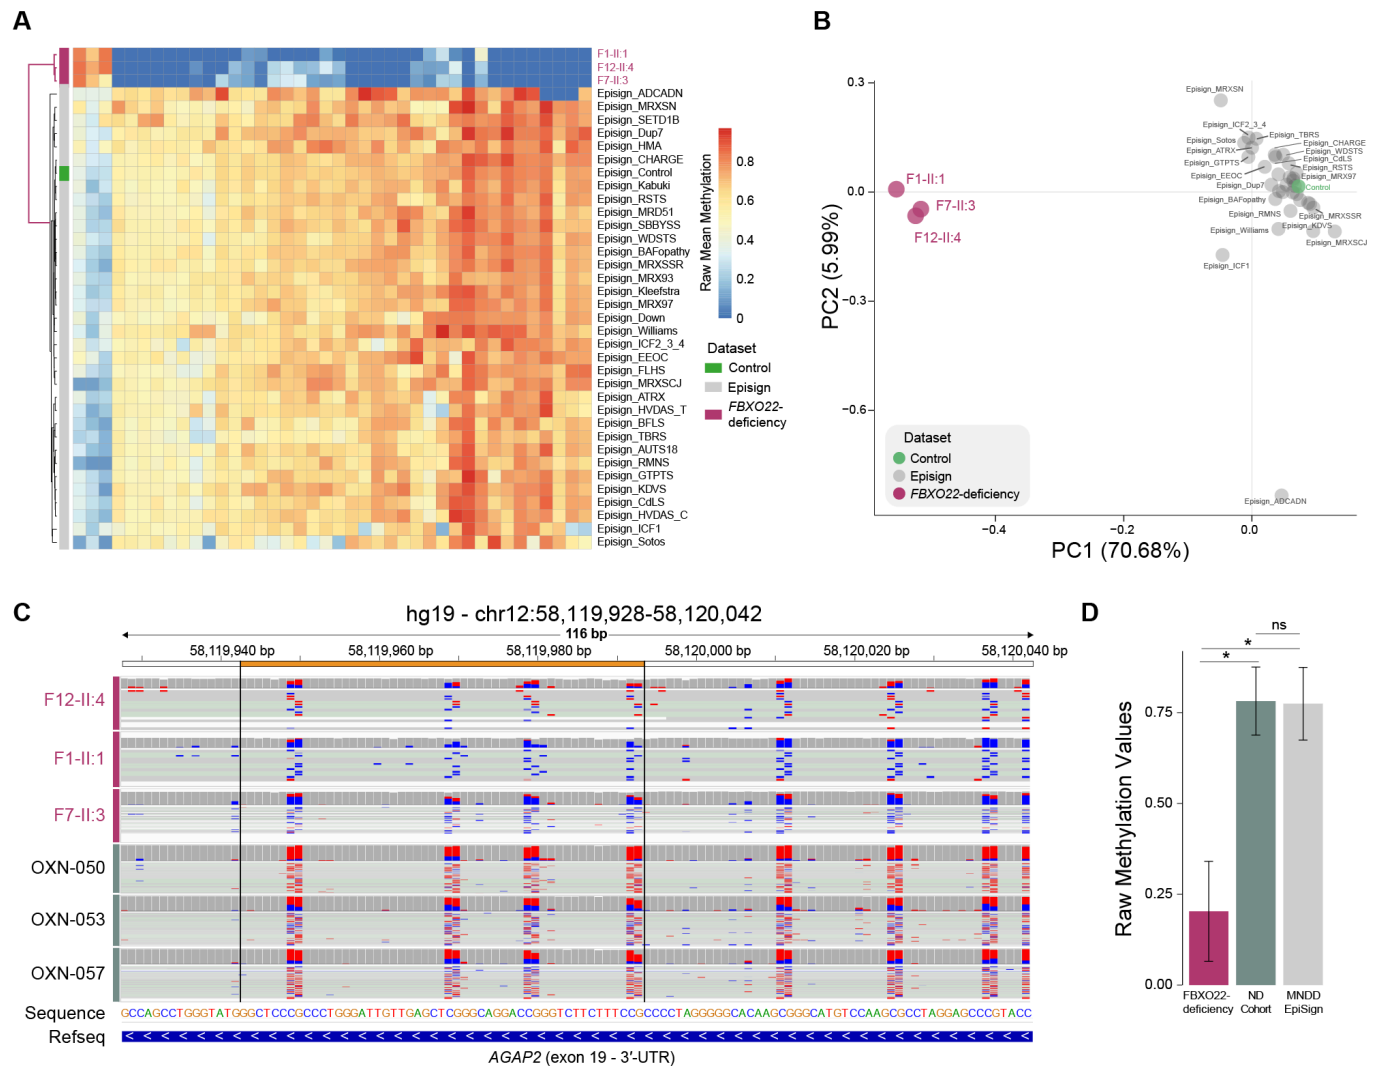 A
F1-II:1
F12-II:4
F7-II:3
Episign_ADCADN
Episign_MRXSN
Episign_SETD1B
Episign_Dup7
Episign_HMA
Episign_CHARGE
Episign_Control
Episign_Kabuki
Episign_RSTS
Episign_MRD51
Episign_SBBYSS
Episign_WDSTS
Episign_BAFopathy
Episign_MRXSSR
Episign_MRX93
Episign_Kleefstra
Episign_MRX97
Episign_Down
Episign_Williams
Episign_ICF2_3_4
Episign_EEOC
Episign_FLHS
Episign_MRXSCJ
Episign_ATRX
Episign_HVDAS_T
Episign_BFLS
Episign_TBRS
Episign_AUTS18
Episign_RMNS
Episign_GTPTS
Episign_KDVS
Episign_CdLS
Episign_HVDAS_C
Episign_ICF1
Episign_Sotos
Raw Mean Methylation
0.8
0.6
0.4
0.2
0
Dataset
Control
Episign
FBXO22-
deficiency
B
PC2 (5.99%)
0.3
0.0
−0.3
−0.6
F1-II:1
F7-II:3
F12-II:4
Episign_MRXSN
Episign_ICF2_3_4
Episign_Sotos
Episign_TBRS
Episign_ATRX
Episign_CHARGE
Episign_WDSTS
Episign_GTPTS
Episign_CdLS
Episign_RSTS
Episign_EEOC
Episign_MRX97
Episign_Dup7
Control
Episign_BAFopathy
Episign_RMNS
Episign_MRXSSR
Episign_KDVS
Episign_Williams
Episign_MRXSCJ
Episign_ICF1
Episign_ADCADN
Dataset
Control
Episign
FBXO22-deficiency
−0.4
−0.2
0.0
PC1 (70.68%)
C
hg19 - chr12:58,119,928-58,120,042
116 bp
58,119,940 bp 58,119,960 bp 58,119,980 bp 58,120,000 bp 58,120,020 bp 58,120,040 bp
F12-II:4
F1-II:1
F7-II:3
OXN-050
OXN-053
OXN-057
Sequence GCCAGCCTGGGTATGGGCTCCCGCCCTGGGATTGTTGAGCTCGGGCAGGACCGGGTCTTCTTTCCGCCCCTAGGGGGCACAAGCGGGCATGTCCAAGCGCCTAGGAGCCCGTACC
Refseq
AGAP2 (exon 19 - 3′-UTR)
D
Raw Methylation Values
ns
*
*
0.75
0.50
0.25
0.00
FBXO22-
deficiency
ND
Cohort
MNDD
EpiSign